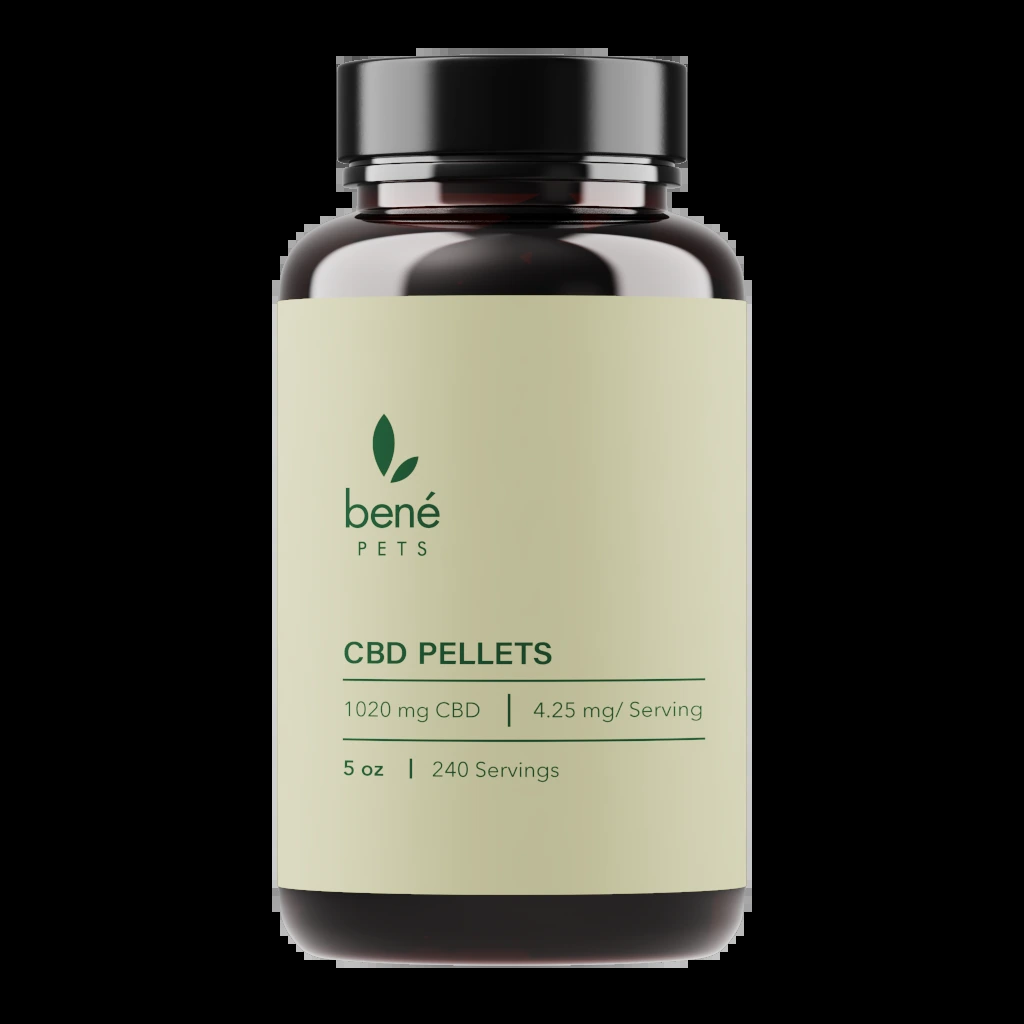 bené
PETS
CBD PELLETS
1020 mg CBD | 4.25 mg/ Serving
5 oz | 240 Servings